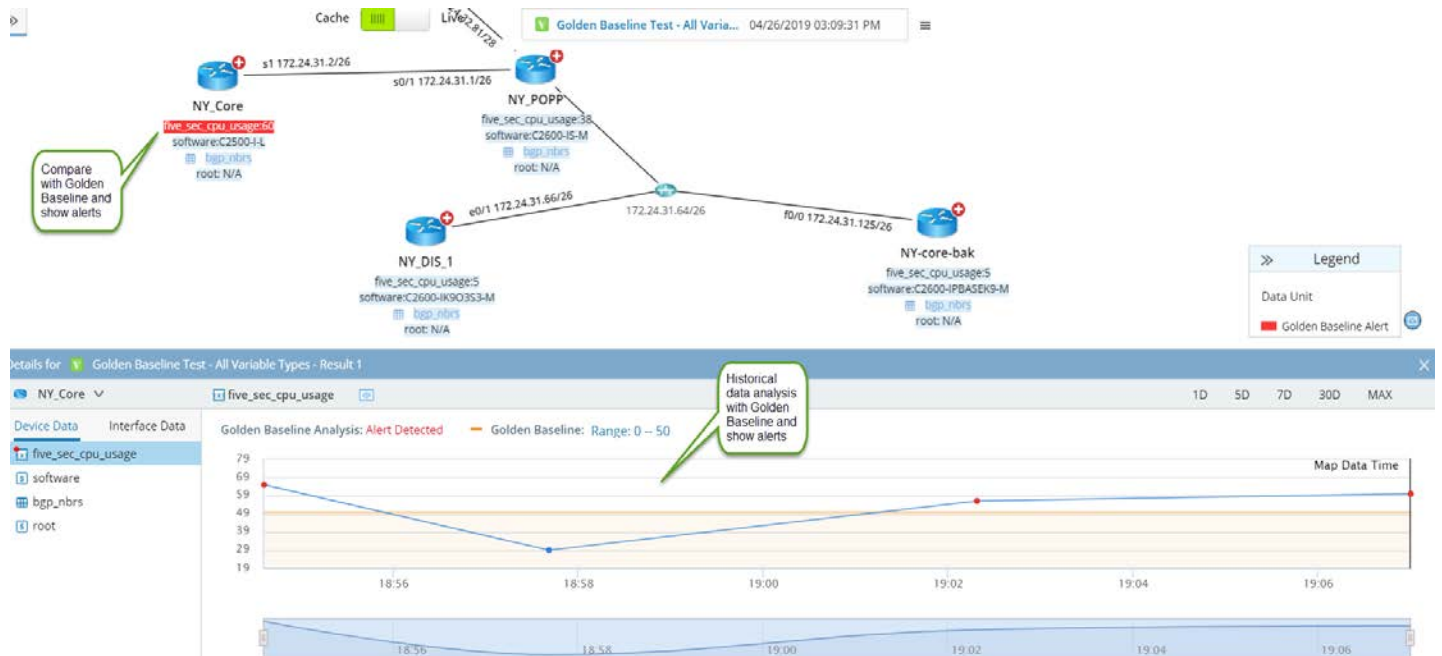 Cache
Live
2.81/28
Golden Baseline Test - All Varia... 04/26/2019 03:09:31 PM
s1 172.24.31.2/26
s0/1 172.24.31.1/26
NY_Core
five_sec_cpu_usage:60
software:C2500-I-L
bgp_nbrs
root: N/A
Compare
with Golden
Baseline and
show alerts
NY_POPP
five_sec_cpu_usage:38
software:C2600-IS-M
bgp_nbrs
root: N/A
e0/1 172.24.31.66/26
172.24.31.64/26
f0/0 172.24.31.125/26
NY_DIS_1
five_sec_cpu_usage:5
software:C2600-IK9O3S3-M
bgp_nbrs
root: N/A
NY-core-bak
five_sec_cpu_usage:5
software:C2600-IPBASEK9-M
bgp_nbrs
root: N/A
Legend
Data Unit
Golden Baseline Alert
Details for Golden Baseline Test - All Variable Types - Result 1
NY_Core
five_sec_cpu_usage
1D 5D 7D 30D MAX
Historical
data analysis
with Golden
Baseline and
show alerts
Device Data Interface Data
five_sec_cpu_usage
software
bgp_nbrs
root
Golden Baseline Analysis: Alert Detected Golden Baseline: Range: 0 -- 50
Map Data Time
79
69
59
49
39
29
19
18:56 18:58 19:00 19:02 19:04 19:06
18:56 18:58 19:00 19:02 19:04 19:06